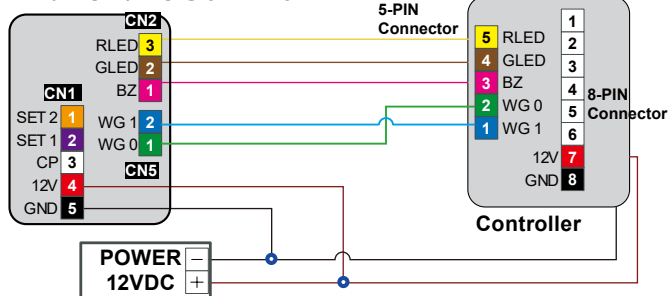 CN2
5-PIN
Connector
RLED 3
GLED 2
BZ 1
CN1
SET 2 1
SET 1 2
CP 3
12V 4
GND 5
WG 1 2
WG 0 1
CN5
5 RLED
4 GLED
3 BZ
2 WG 0
1 WG 1
1
2
3
4
5
6
12V 7
GND 8
8-PIN
Connector
Controller
POWER −
12VDC +